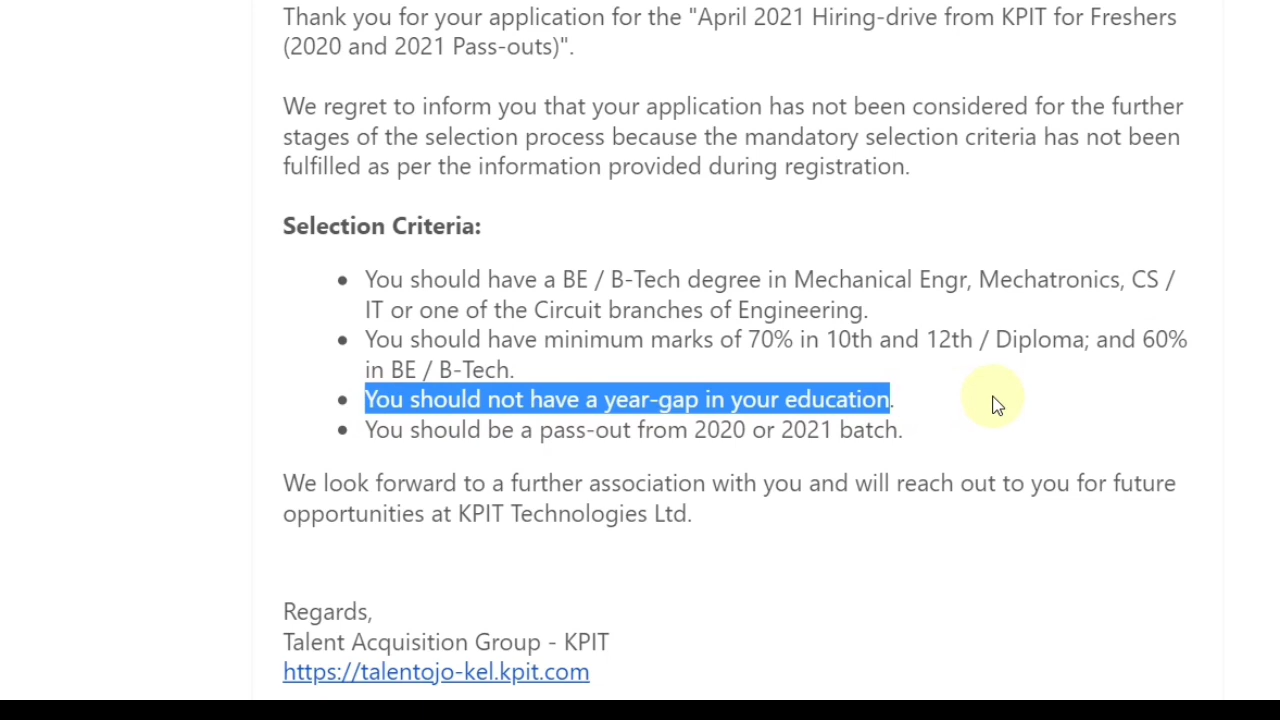 Thank you for your application for the "April 2021 Hiring-drive from KPIT for Freshers
(2020 and 2021 Pass-outs)".
We regret to inform you that your application has not been considered for the further
stages of the selection process because the mandatory selection criteria has not been
fulfilled as per the information provided during registration.
Selection Criteria:
• You should have a BE / B-Tech degree in Mechanical Engr, Mechatronics, CS /
IT or one of the Circuit branches of Engineering.
• You should have minimum marks of 70% in 10th and 12th / Diploma; and 60%
in BE / B-Tech.
• You should not have a year-gap in your education.
• You should be a pass-out from 2020 or 2021 batch.
We look forward to a further association with you and will reach out to you for future
opportunities at KPIT Technologies Ltd.
Regards,
Talent Acquisition Group - KPIT
https://talentojo-kel.kpit.com